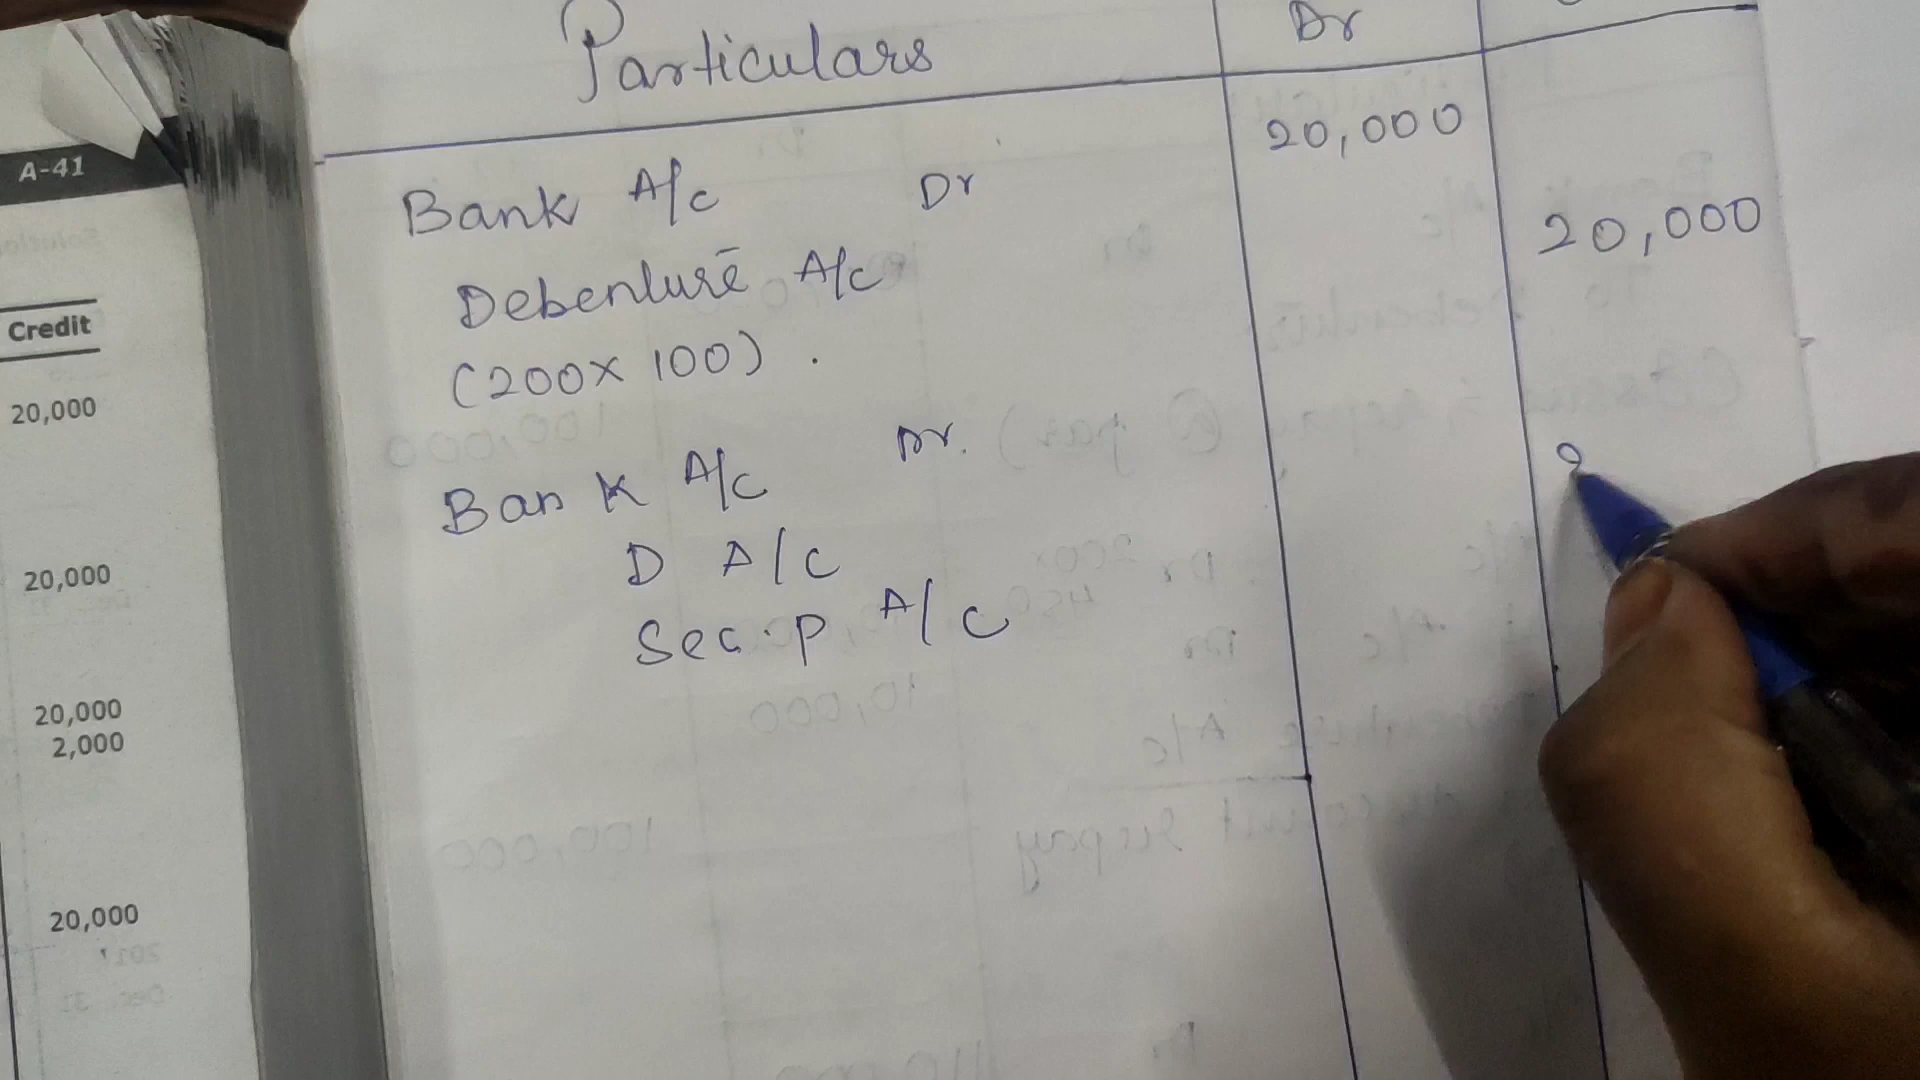 A-41
Credit
20,000
20,000
20,000
2,000
20,000
Particulars Dr
Bank A/c Dr 20,000
Debenture A/c 20,000
(200x 100) .
Bank A/c Dr.
D A/c
Sec.p A/c